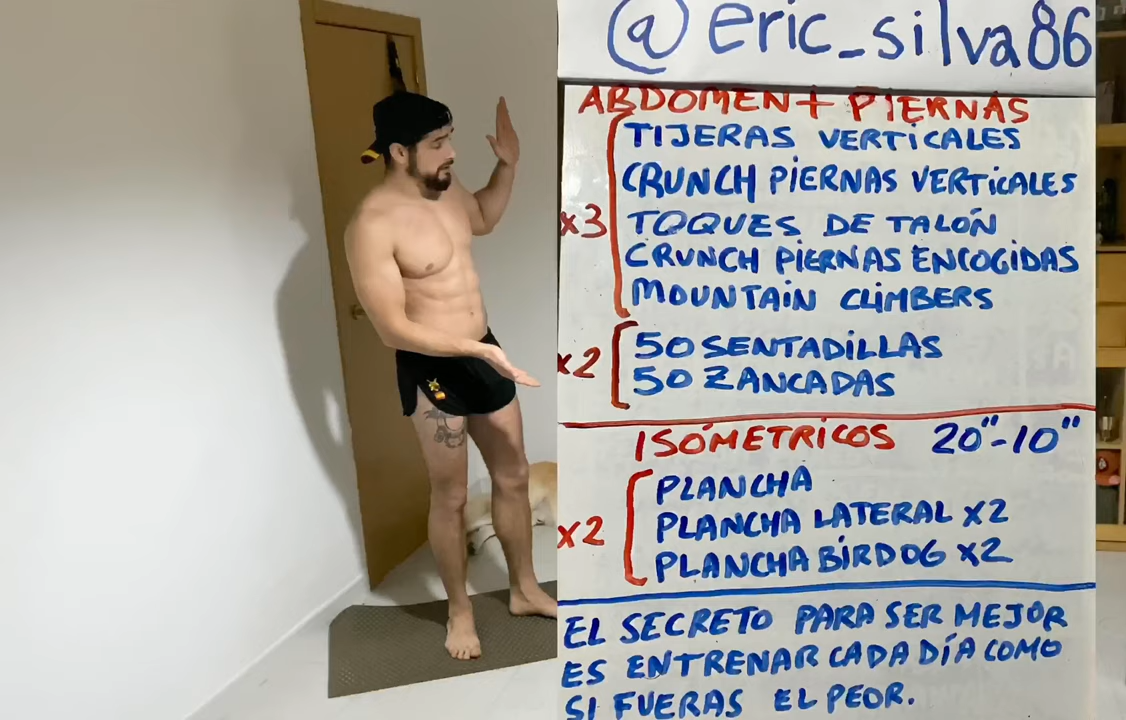 @eric_silva86
ABDOMEN + PIERNAS
TIJERAS VERTICALES
CRUNCH PIERNAS VERTICALES
x3 TOQUES DE TALÓN
CRUNCH PIERNAS ENCOGIDAS
MOUNTAIN CLIMBERS
x2 50 SENTADILLAS
50 ZANCADAS
ISÓMETRICOS 20"-10"
PLANCHA
x2 PLANCHA LATERAL x2
PLANCHA BIRDOG x2
EL SECRETO PARA SER MEJOR
ES ENTRENAR CADA DÍA COMO
SI FUERAS EL PEOR.